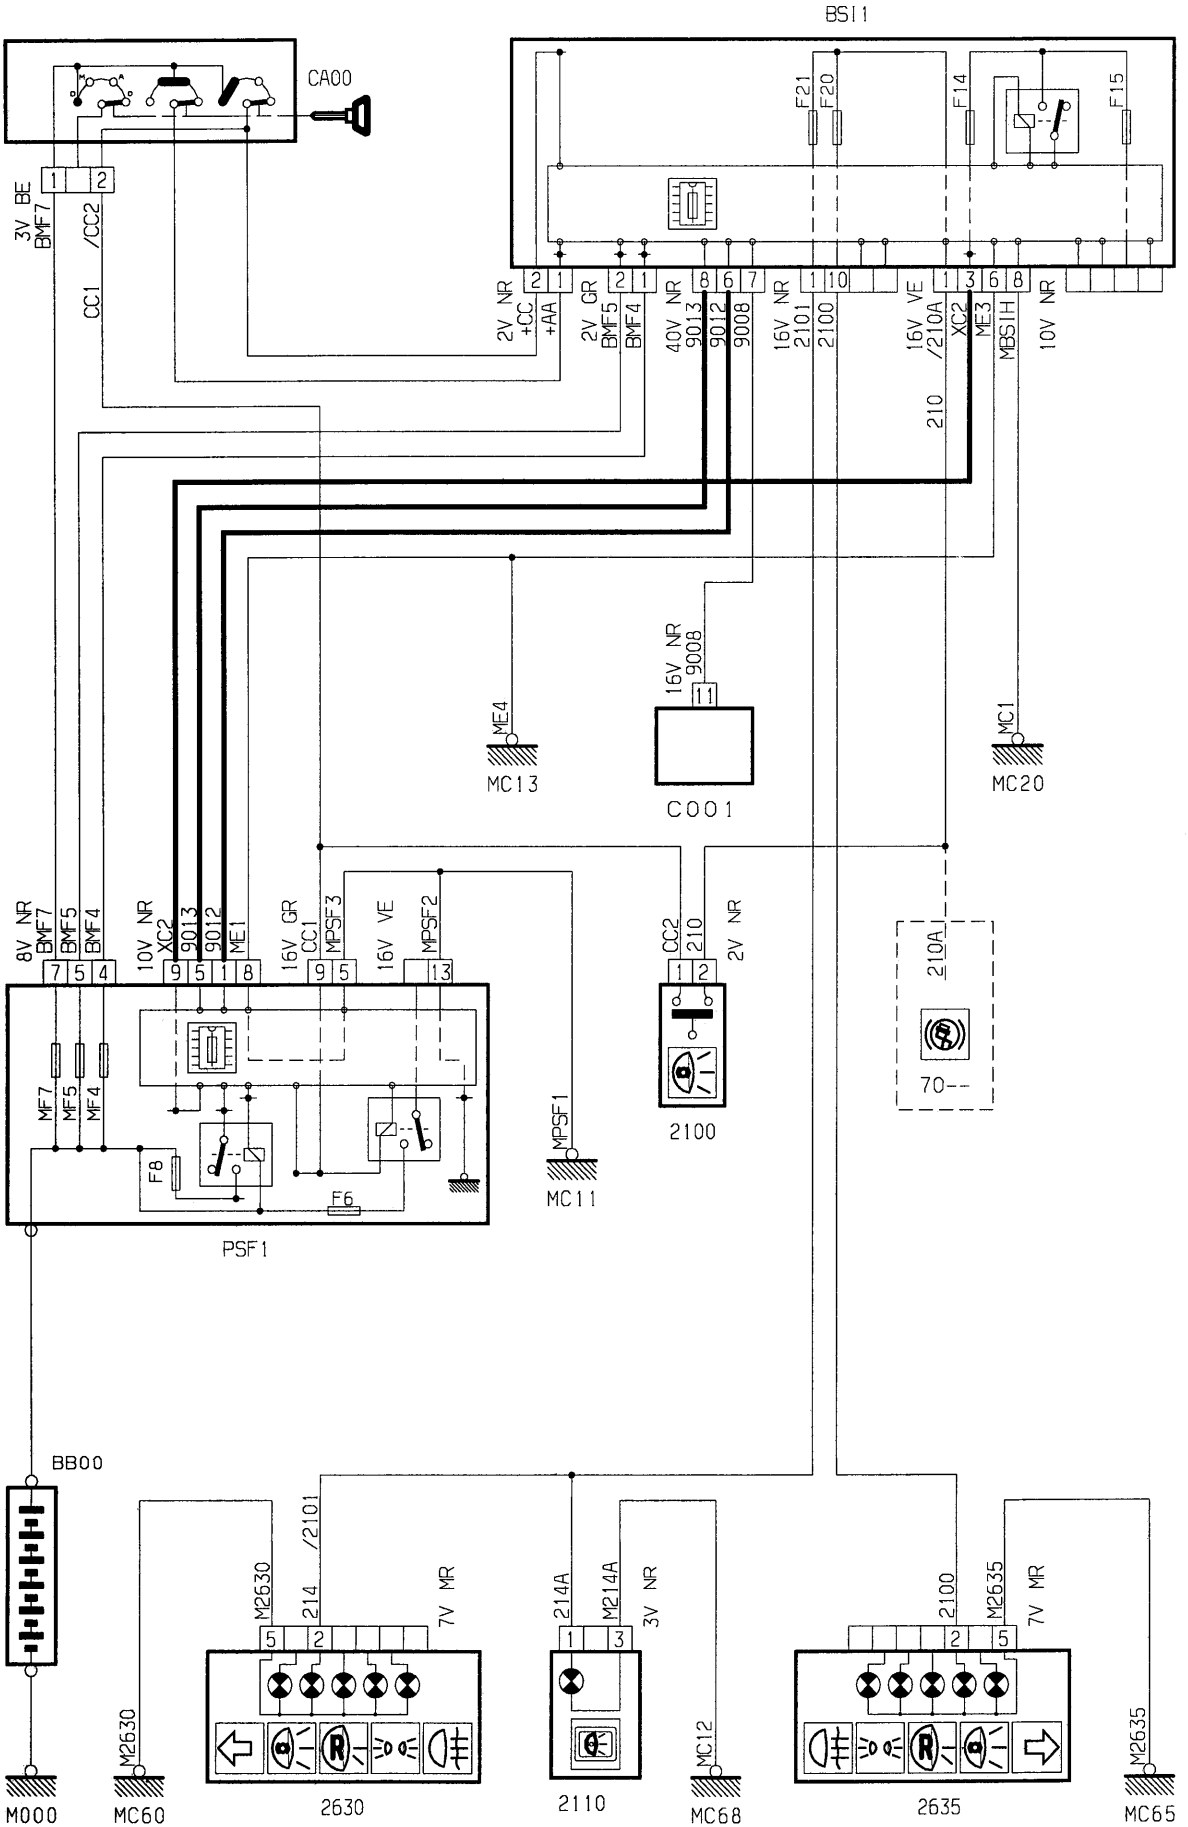 BSI1
CA00
M A
D D
F21
F20
F14
F15
1 2
3V BE
BMF7
/CC2
CC1
2 1
2 1
8 6 7
1 10
1 3 6 8
2V NR
+CC
+AA
2V GR
BMF5
BMF4
40V NR
9013
9012
9008
16V NR
2101
2100
16V VE
/210A
XC2
ME3
MBSIH
10V NR
210
16V NR
9008
11
C001
ME4
MC13
MC1
MC20
8V NR
BMF7
BMF5
BMF4
10V NR
XC2
9013
9012
ME1
16V GR
CC1
MPSF3
16V VE
MPSF2
7 5 4
9 5 1 8
9 5
13
CC2
210
2V NR
1 2
2100
210A
70--
MF7
MF5
MF4
F8
F6
PSF1
MPSF1
MC11
BB00
M000
M2630
MC60
M2630
214
/2101
7V MR
5 2
R
2630
214A
M214A
3V NR
1 3
2110
MC12
MC68
2100
M2635
7V MR
2 5
R
2635
M2635
MC65